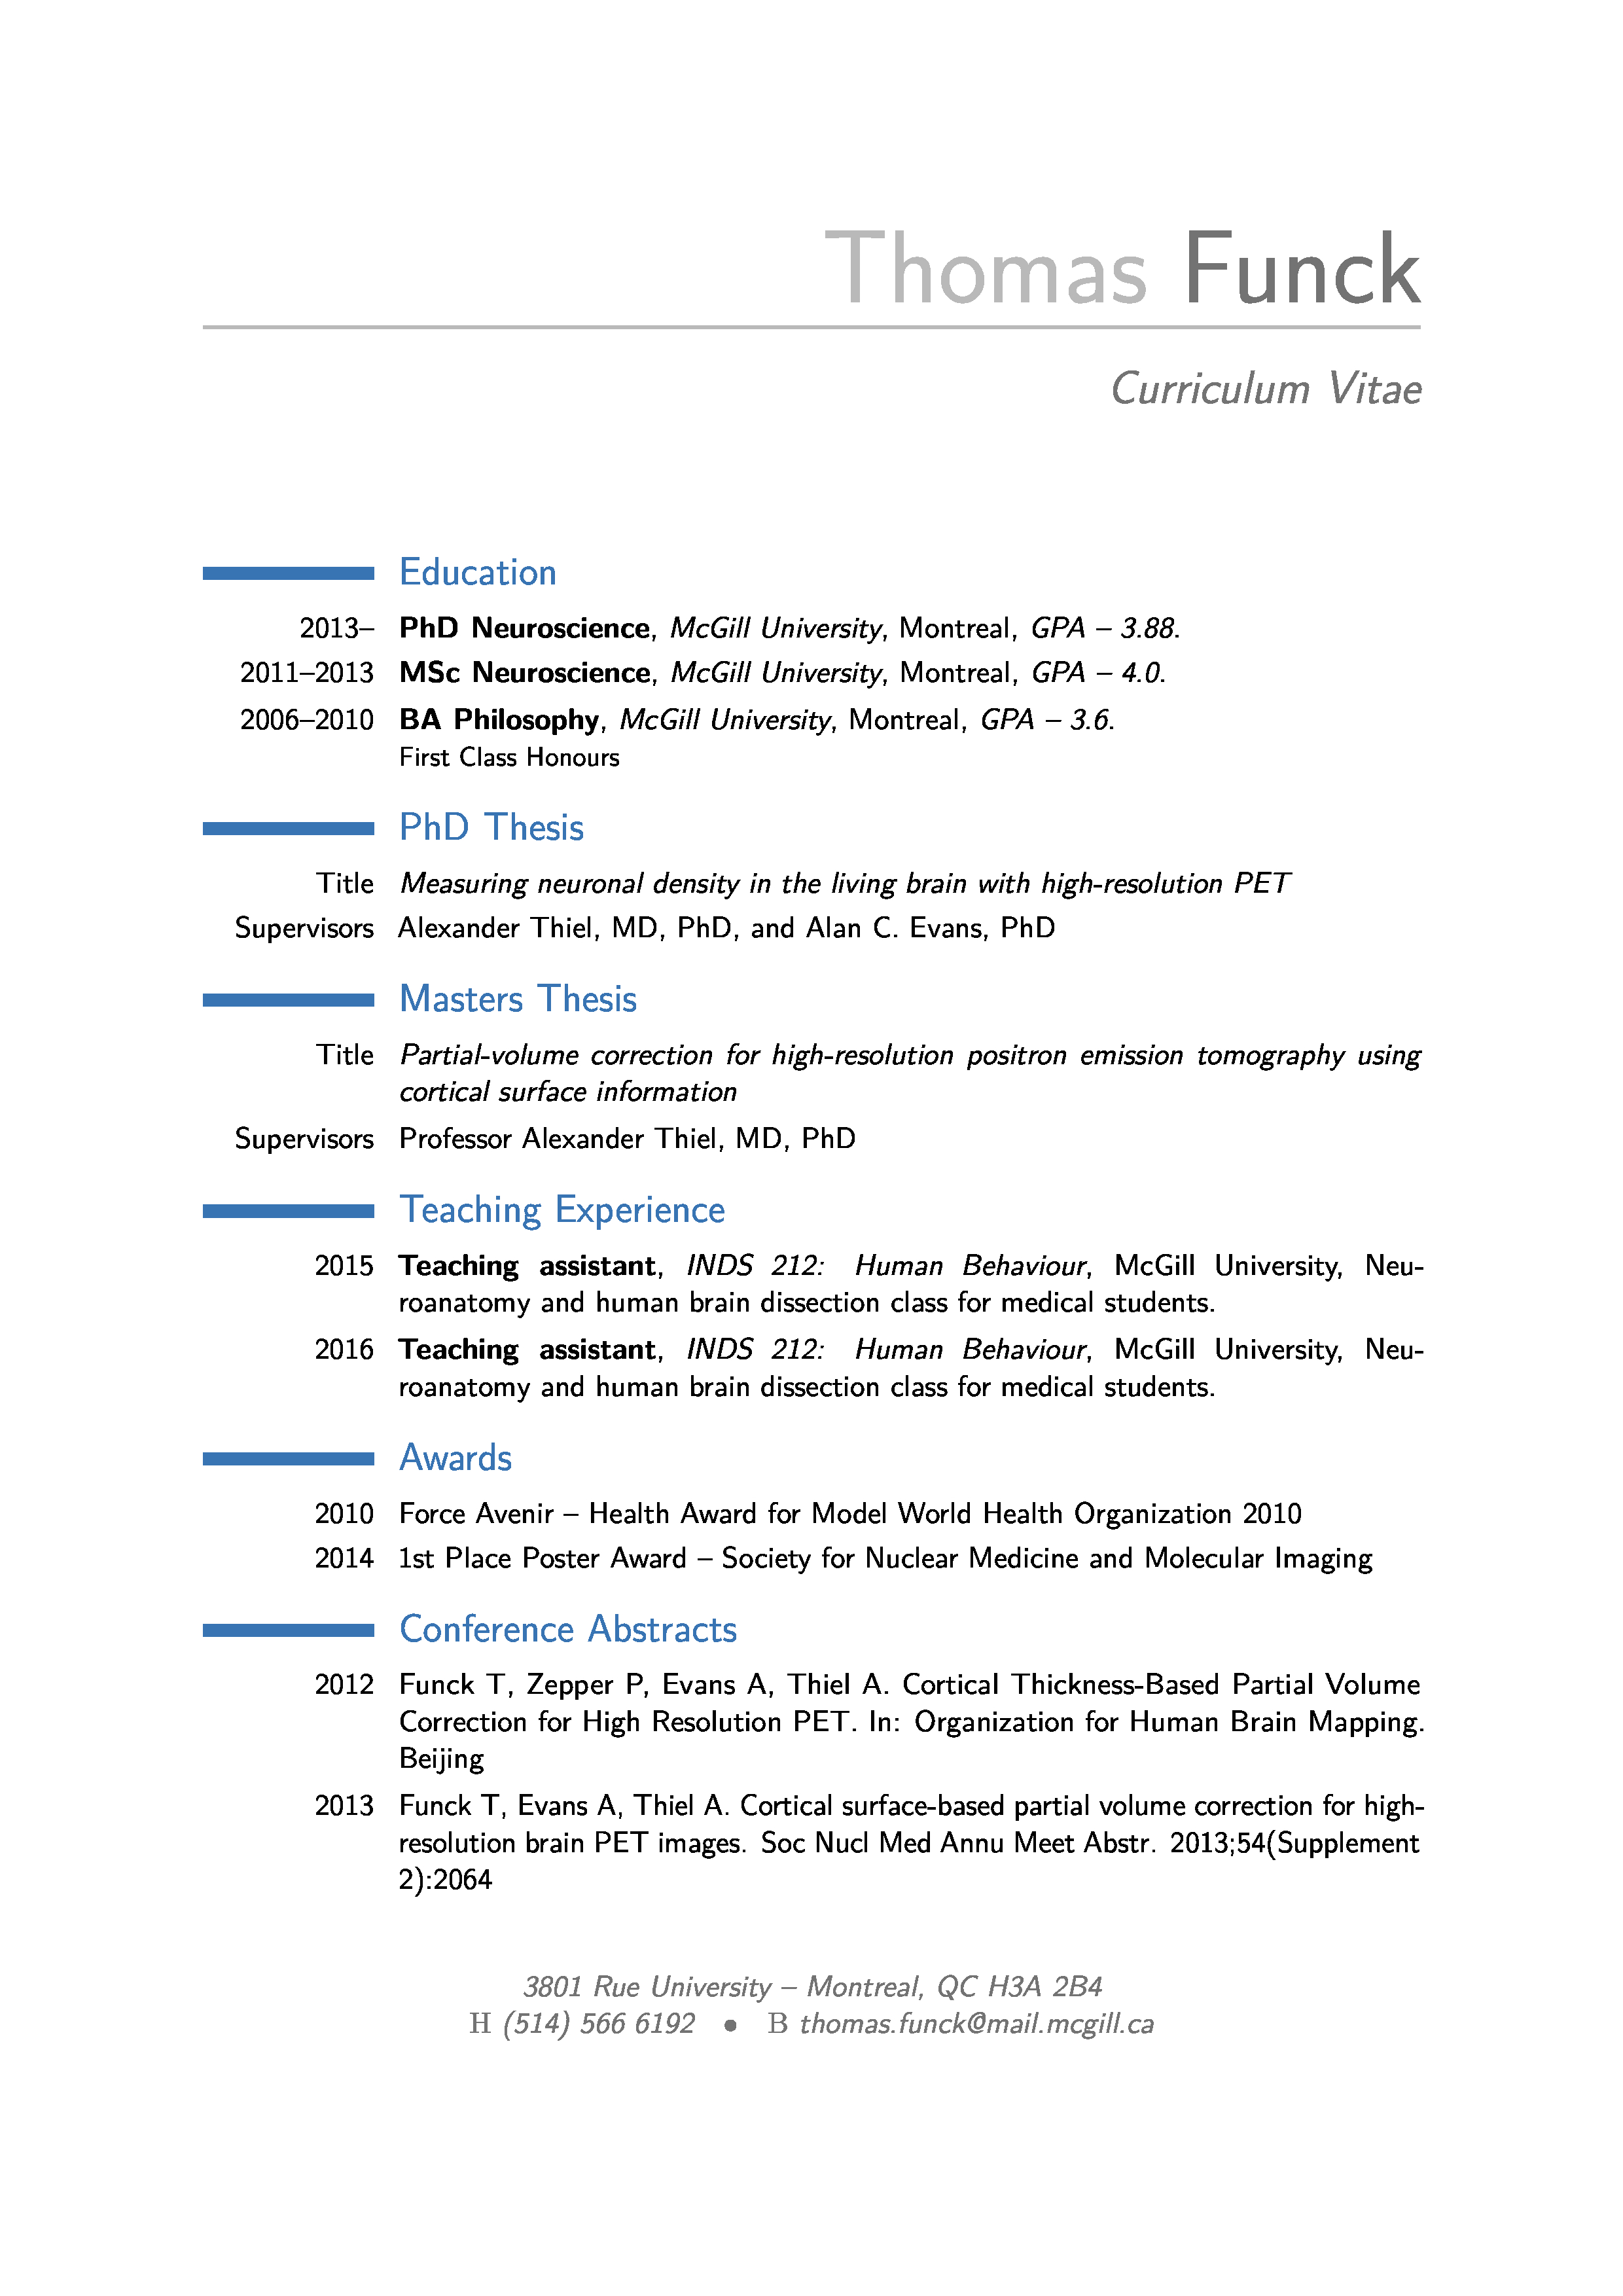 Thomas Funck
Curriculum Vitae
Education
2013– PhD Neuroscience, McGill University, Montreal, GPA – 3.88.
2011–2013 MSc Neuroscience, McGill University, Montreal, GPA – 4.0.
2006–2010 BA Philosophy, McGill University, Montreal, GPA – 3.6.
First Class Honours
PhD Thesis
Title Measuring neuronal density in the living brain with high-resolution PET
Supervisors Alexander Thiel, MD, PhD, and Alan C. Evans, PhD
Masters Thesis
Title Partial-volume correction for high-resolution positron emission tomography using
cortical surface information
Supervisors Professor Alexander Thiel, MD, PhD
Teaching Experience
2015 Teaching assistant, INDS 212: Human Behaviour, McGill University, Neu-
roanatomy and human brain dissection class for medical students.
2016 Teaching assistant, INDS 212: Human Behaviour, McGill University, Neu-
roanatomy and human brain dissection class for medical students.
Awards
2010 Force Avenir – Health Award for Model World Health Organization 2010
2014 1st Place Poster Award – Society for Nuclear Medicine and Molecular Imaging
Conference Abstracts
2012 Funck T, Zepper P, Evans A, Thiel A. Cortical Thickness-Based Partial Volume
Correction for High Resolution PET. In: Organization for Human Brain Mapping.
Beijing
2013 Funck T, Evans A, Thiel A. Cortical surface-based partial volume correction for high-
resolution brain PET images. Soc Nucl Med Annu Meet Abstr. 2013;54(Supplement
2):2064
3801 Rue University – Montreal, QC H3A 2B4
H (514) 566 6192 • B thomas.funck@mail.mcgill.ca